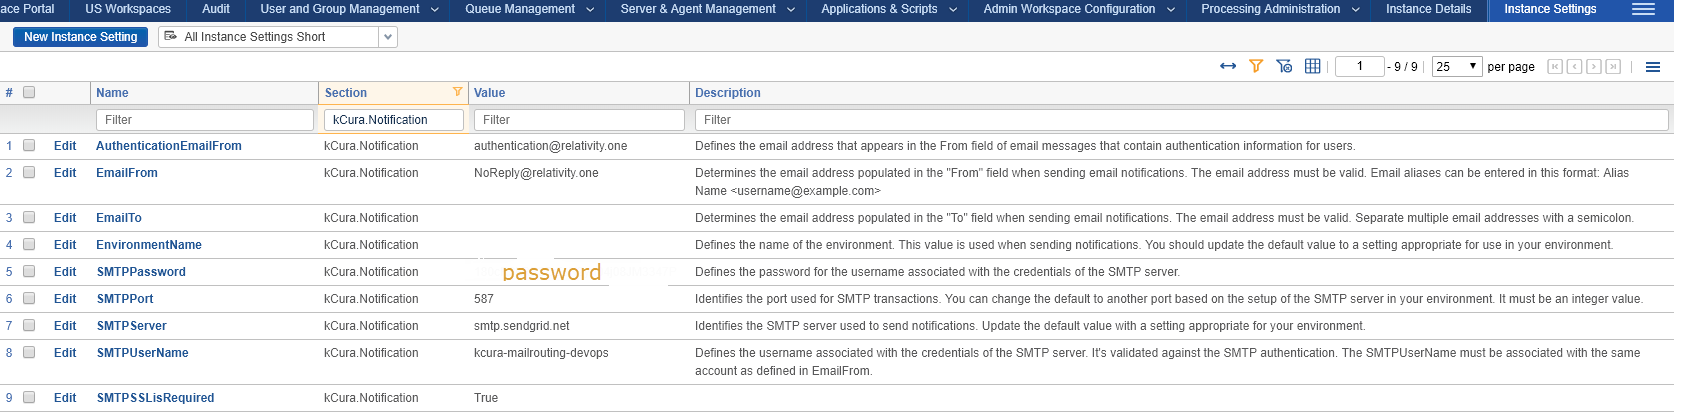 ace Portal US Workspaces Audit User and Group Management Queue Management Server & Agent Management Applications & Scripts Admin Workspace Configuration Processing Administration Instance Details Instance Settings
New Instance Setting All Instance Settings Short
1 - 9 / 9 25 per page
# Name Section Value Description
Filter kCura.Notification Filter Filter
1 Edit AuthenticationEmailFrom kCura.Notification authentication@relativity.one Defines the email address that appears in the From field of email messages that contain authentication information for users.
2 Edit EmailFrom kCura.Notification NoReply@relativity.one Determines the email address populated in the "From" field when sending email notifications. The email address must be valid. Email aliases can be entered in this format: Alias
Name <username@example.com>
3 Edit EmailTo kCura.Notification Determines the email address populated in the "To" field when sending email notifications. The email address must be valid. Separate multiple email addresses with a semicolon.
4 Edit EnvironmentName kCura.Notification Defines the name of the environment. This value is used when sending notifications. You should update the default value to a setting appropriate for use in your environment.
5 Edit SMTPPassword kCura.Notification password Defines the password for the username associated with the credentials of the SMTP server.
6 Edit SMTPPort kCura.Notification 587 Identifies the port used for SMTP transactions. You can change the default to another port based on the setup of the SMTP server in your environment. It must be an integer value.
7 Edit SMTPServer kCura.Notification smtp.sendgrid.net Identifies the SMTP server used to send notifications. Update the default value with a setting appropriate for your environment.
8 Edit SMTPUserName kCura.Notification kcura-mailrouting-devops Defines the username associated with the credentials of the SMTP server. It's validated against the SMTP authentication. The SMTPUserName must be associated with the same
account as defined in EmailFrom.
9 Edit SMTPSSLisRequired kCura.Notification True